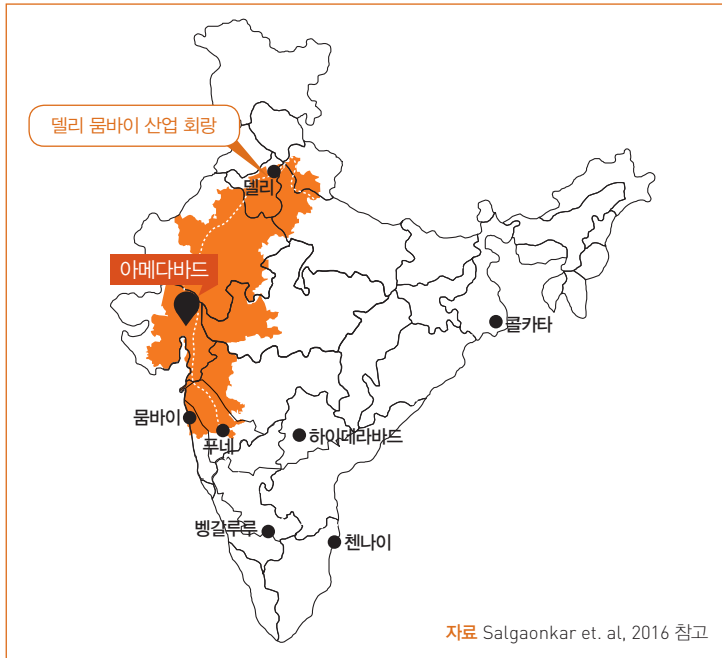 델리 뭄바이 산업 회랑
델리
아메다바드
콜카타
뭄바이
푸네
하이데라바드
벵갈루루
첸나이
자료 Salgaonkar et. al, 2016 참고